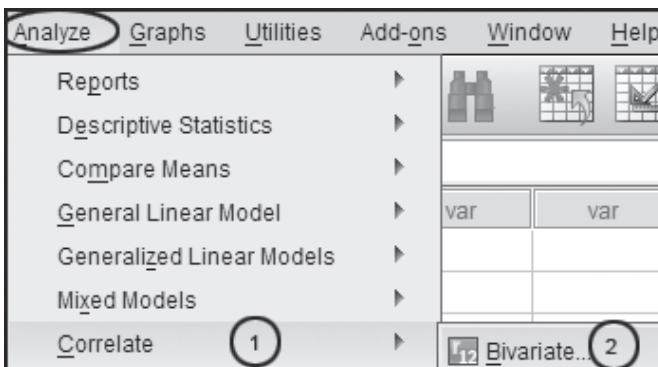 Analyze Graphs Utilities Add-ons Window Help
Reports
Descriptive Statistics
Compare Means
General Linear Model
var var
Generalized Linear Models
Mixed Models
Correlate 1
r12 Bivariate... 2